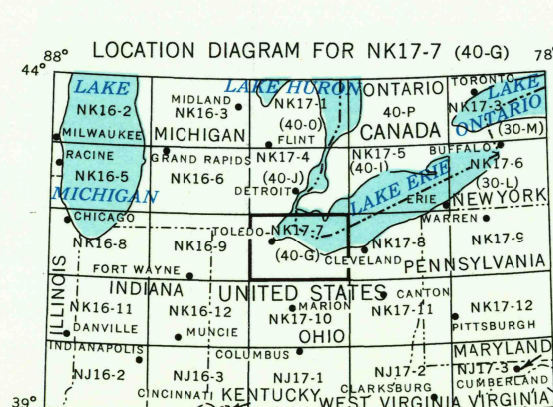 LOCATION DIAGRAM FOR NK17-7 (40-G)
88° 78
44°
LAKE LAKE HURON ONTARIO TORONTO LAKE
NK16-2 MIDLAND NK17-1 40-P NK17-3 ONTARIO
NK16-3
MILWAUKEE MICHIGAN (40-O) CANADA (30-M)
FLINT
RACINE GRAND RAPIDS NK17-4 NK17-5 BUFFALO
NK16-5 NK16-6 (40-J) (40-I) NK17-6
MICHIGAN DETROIT LAKE ERIE (30-L)
ERIE NEW YORK
CHICAGO WARREN
NK16-8 NK16-9 TOLEDO NK17-7 NK17-8 NK17-9
(40-G) CLEVELAND PENNSYLVANIA
FORT WAYNE
ILLINOIS INDIANA UNITED STATES CANTON
NK16-11 NK16-12 MARION NK17-11 NK17-12
NK17-10
DANVILLE MUNCIE OHIO PITTSBURGH
INDIANAPOLIS COLUMBUS MARYLAND
NJ16-2 NJ16-3 NJ17-1 NJ17-2 NJ17-3
CUMBERLAND
CINCINNATI KENTUCKY CLARKSBURG
39° WEST VIRGINIA VIRGINIA